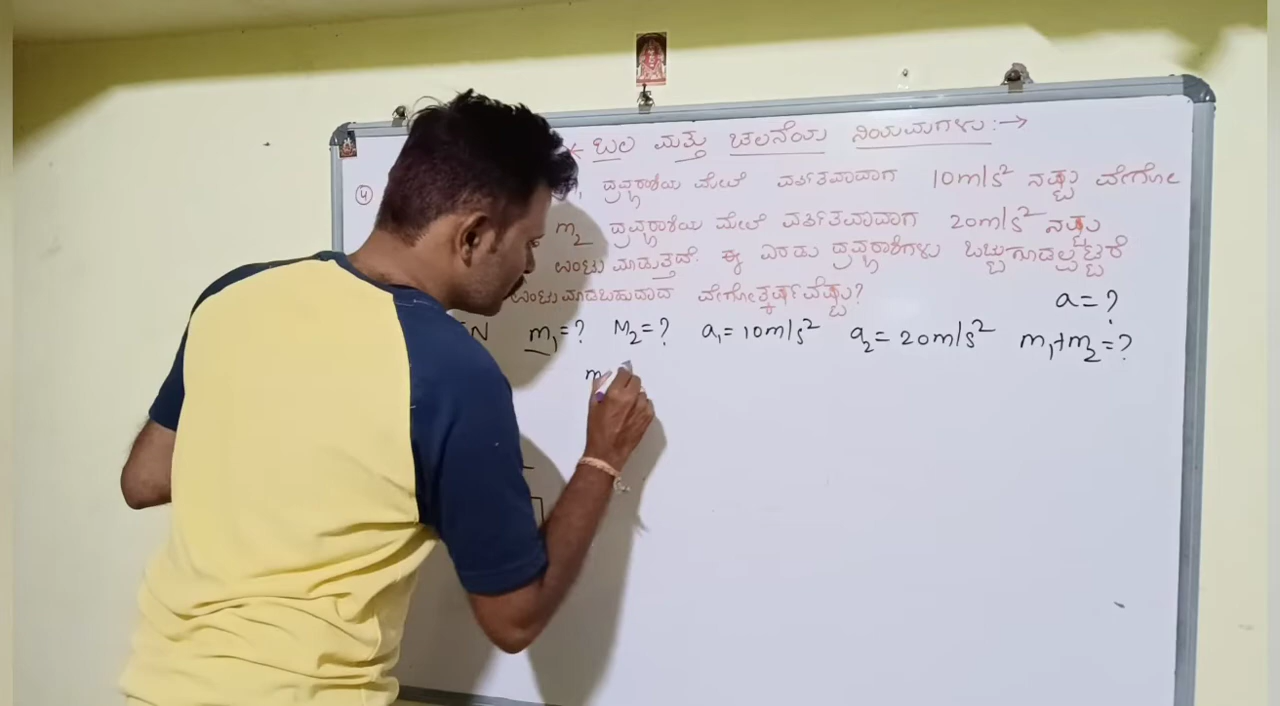 ← ಬಲ ಮತ್ತು ಚಲನೆಯ ನಿಯಮಗಳು:→
④ ದ್ರವ್ಯರಾಶಿಯ ಮೇಲೆ ವರ್ತಿತವಾದಾಗ 10m/s² ನಷ್ಟು ವೇಗೋ
m₂ ದ್ರವ್ಯರಾಶಿಯ ಮೇಲೆ ವರ್ತಿತವಾದಾಗ 20m/s² ನಷ್ಟು
ಉಂಟು ಮಾಡುತ್ತದೆ. ಈ ಎರಡು ದ್ರವ್ಯರಾಶಿಗಳು ಒಟ್ಟುಗೂಡಲ್ಪಟ್ಟರೆ
ಉಂಟುಮಾಡಬಹುದಾದ ವೇಗೋತ್ಕರ್ಷವೆಷ್ಟು?
a=?
N m₁=? M₂=? a₁=10m/s² a₂=20m/s² m₁+m₂=?
m